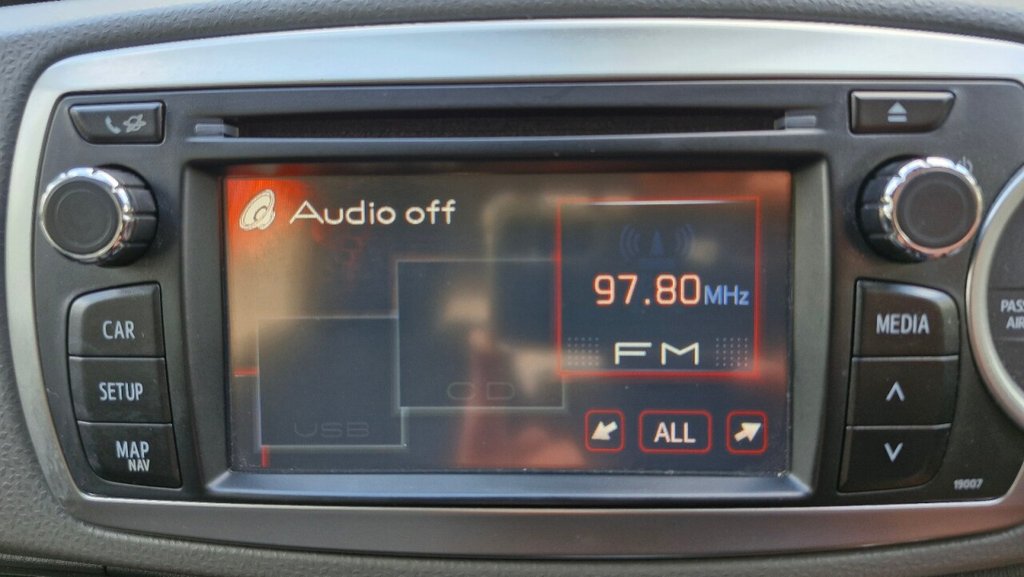 Audio off
97.80MHz
FM
CD
USB
ALL
CAR
SETUP
MAP
NAV
MEDIA
PASS
AIR
19007